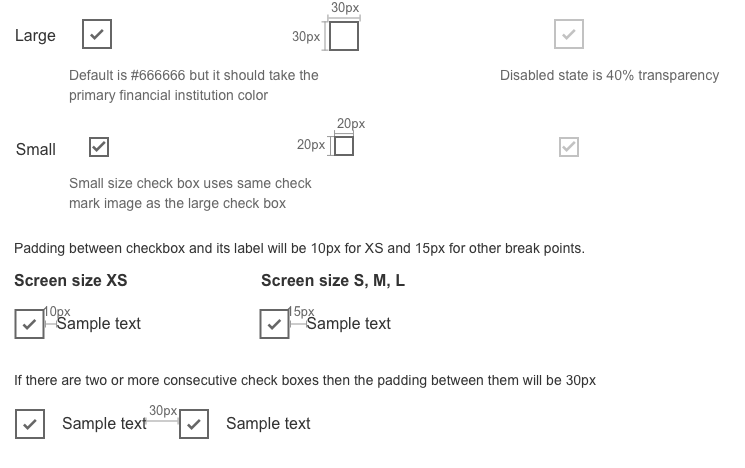 30px
Large
30px
Default is #666666 but it should take the
primary financial institution color
Disabled state is 40% transparency
20px
Small
20px
Small size check box uses same check
mark image as the large check box
Padding between checkbox and its label will be 10px for XS and 15px for other break points.
Screen size XS
Screen size S, M, L
10px
Sample text
15px
Sample text
If there are two or more consecutive check boxes then the padding between them will be 30px
Sample text
30px
Sample text